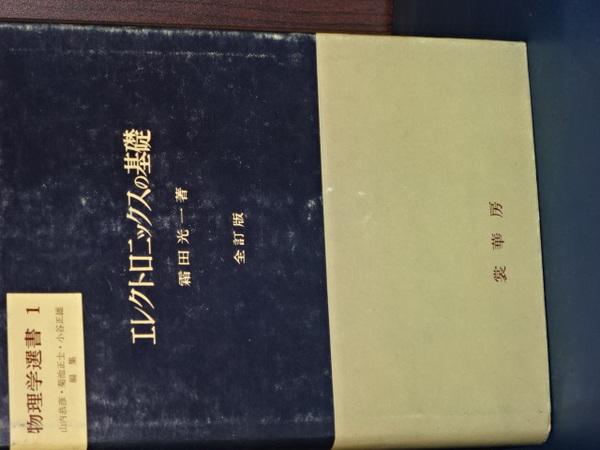 物理学選書 1
山内恭彦・菊池正士・小谷正雄
編集
エレクトロニックスの基礎
霜田光一著
全訂版
裳華房